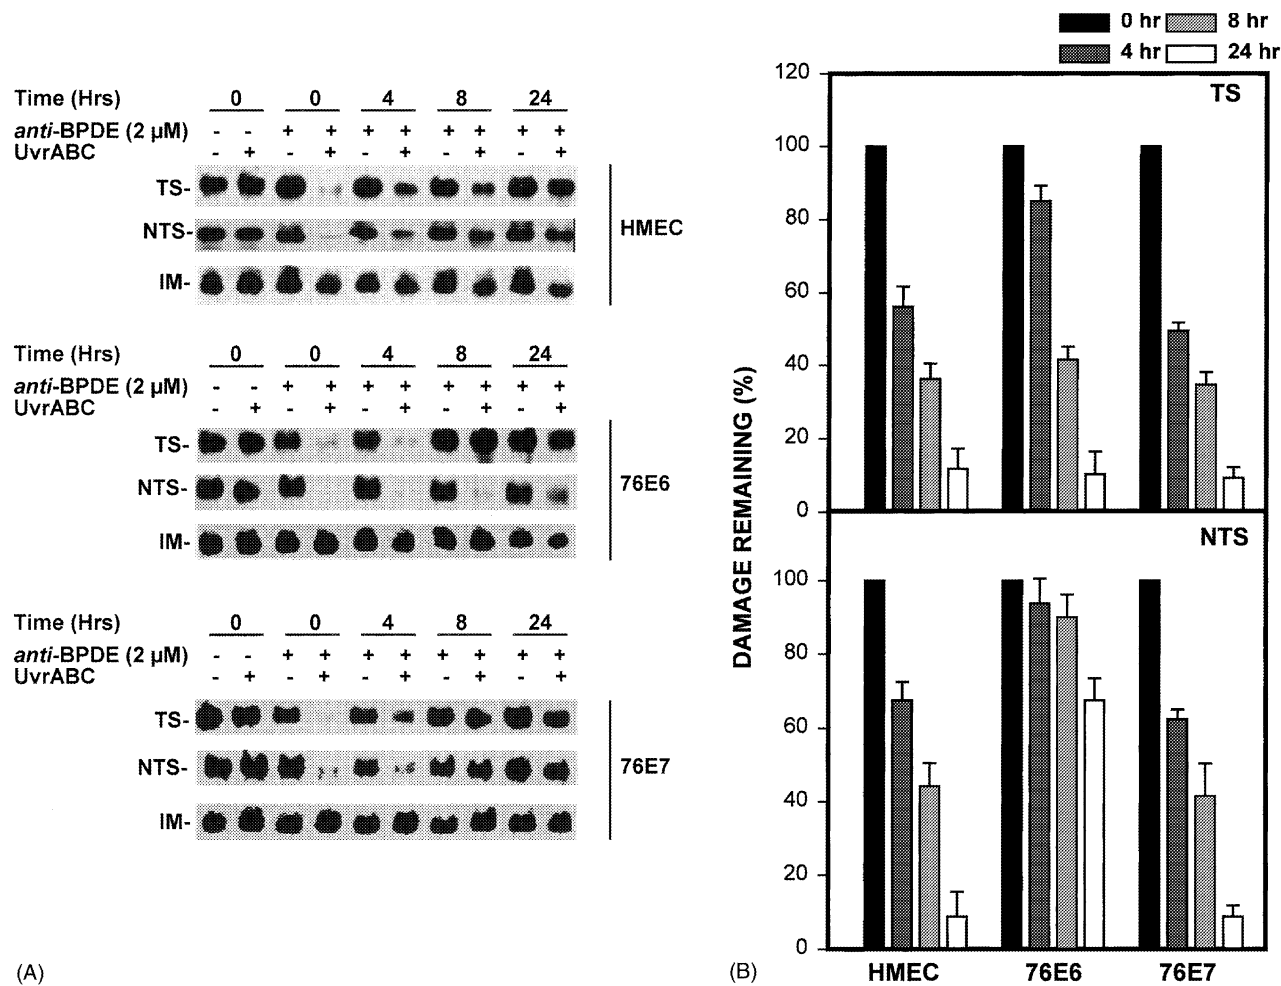 Time (Hrs) 0 0 4 8 24
anti-BPDE (2 µM) - - + + + + + + + +
UvrABC - + - + - + - + - +
TS-
NTS-
IM-
HMEC
Time (Hrs) 0 0 4 8 24
anti-BPDE (2 µM) - - + + + + + + + +
UvrABC - + - + - + - + - +
TS-
NTS-
IM-
76E6
Time (Hrs) 0 0 4 8 24
anti-BPDE (2 µM) - - + + + + + + + +
UvrABC - + - + - + - + - +
TS-
NTS-
IM-
76E7
(A)
0 hr 8 hr
4 hr 24 hr
120
TS
100
80
60
40
20
0
NTS
100
80
60
40
20
0
DAMAGE REMAINING (%)
HMEC 76E6 76E7
(B)